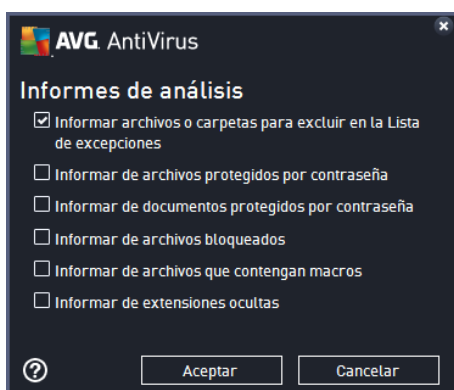 AVG. AntiVirus
Informes de análisis
Informar archivos o carpetas para excluir en la Lista
de excepciones
Informar de archivos protegidos por contraseña
Informar de documentos protegidos por contraseña
Informar de archivos bloqueados
Informar de archivos que contengan macros
Informar de extensiones ocultas
Aceptar
Cancelar